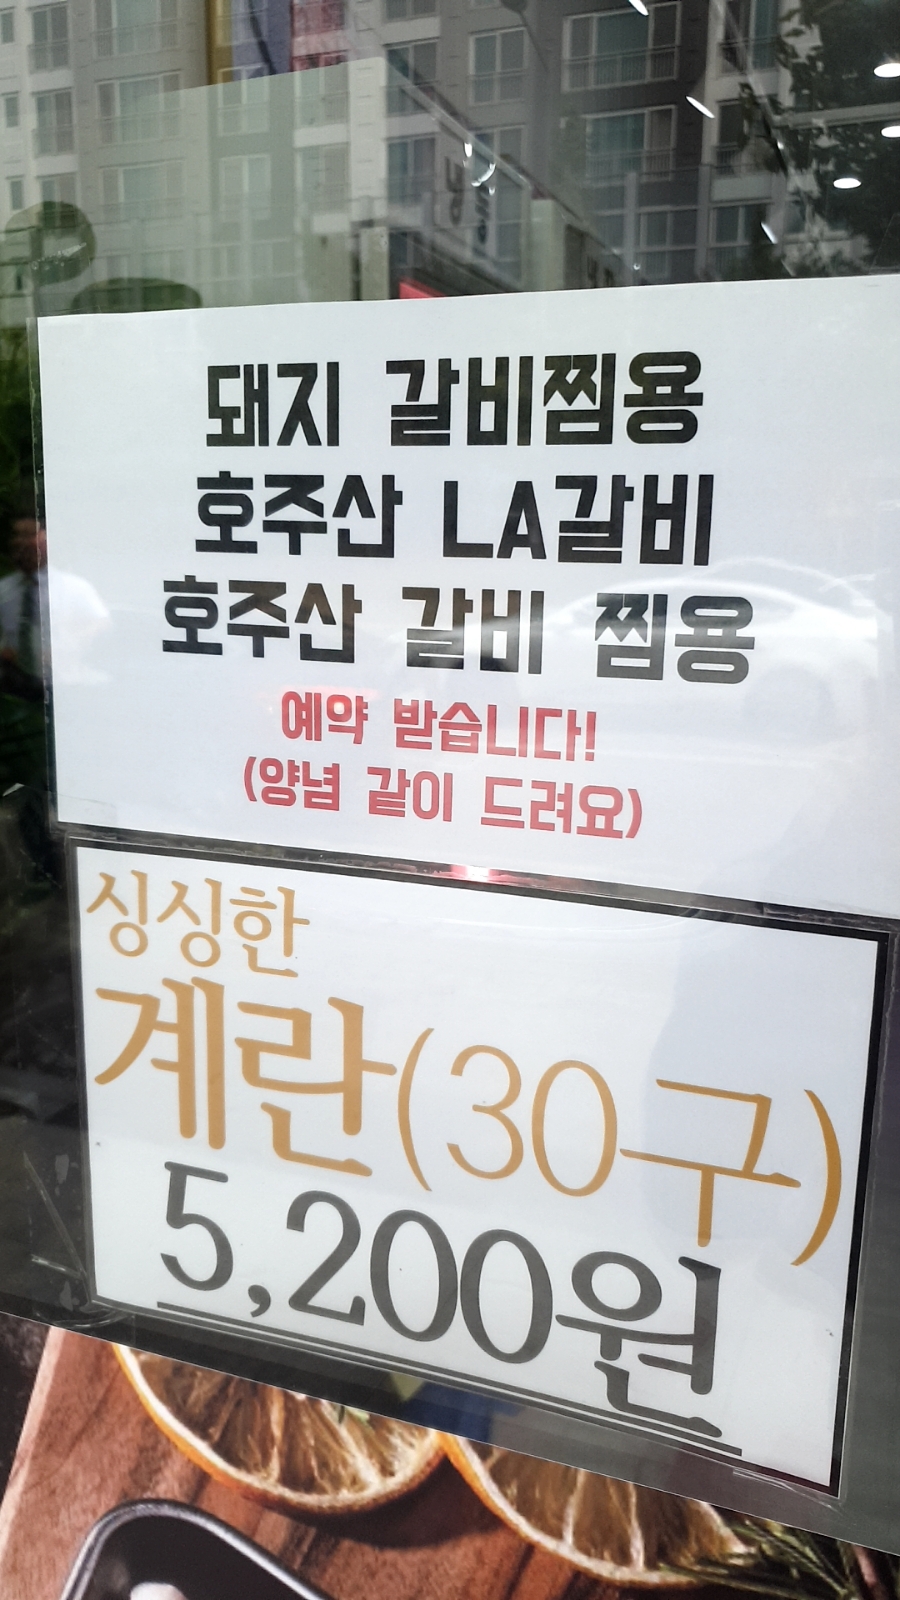 돼지 갈비찜용
호주산 LA갈비
호주산 갈비 찜용
예약 받습니다!
(양념 같이 드려요)
싱싱한
계란(30구)
5,200원